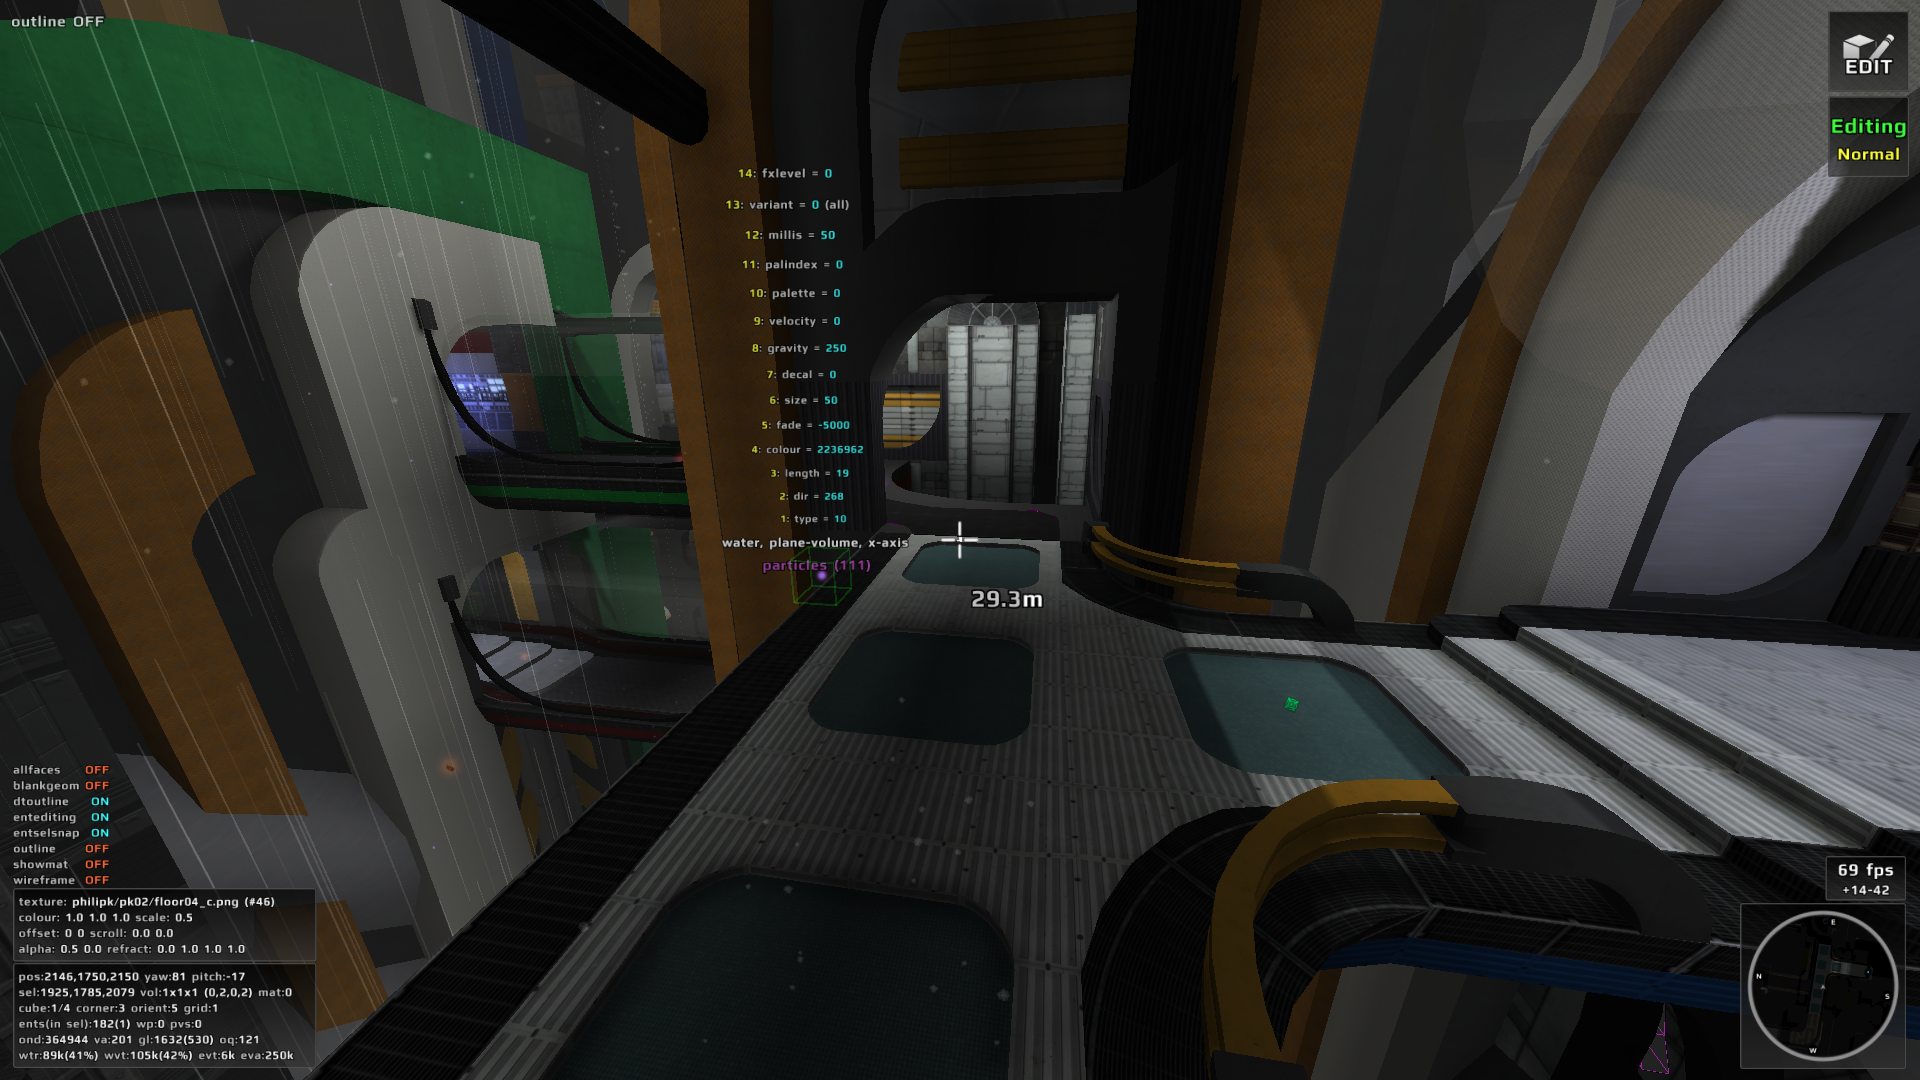 outline OFF
EDIT
Editing
Normal
14: fxlevel = 0
13: variant = 0 (all)
12: millis = 50
11: palindex = 0
10: palette = 0
9: velocity = 0
8: gravity = 250
7: decal = 0
6: size = 50
5: fade = -5000
4: colour = 2236962
3: length = 19
2: dir = 268
1: type = 10
water, plane-volume, x-axis
particles (111)
29.3m
allfaces OFF
blankgeom OFF
dtoutline ON
entediting ON
entselsnap ON
outline OFF
showmat OFF
wireframe OFF
texture: philipk/pk02/floor04_c.png (#46)
colour: 1.0 1.0 1.0 scale: 0.5
offset: 0 0 scroll: 0.0 0.0
alpha: 0.5 0.0 refract: 0.0 1.0 1.0 1.0
pos:2146,1750,2150 yaw:81 pitch:-17
sel:1925,1785,2079 vol:1x1x1 (0,2,0,2) mat:0
cube:1/4 corner:3 orient:5 grid:1
ents(in sel):182(1) wp:0 pvs:0
ond:364944 va:201 gl:1632(530) oq:121
wtr:89k(41%) wvt:105k(42%) evt:6k eva:250k
69 fps
+14-42
E
N
S
W